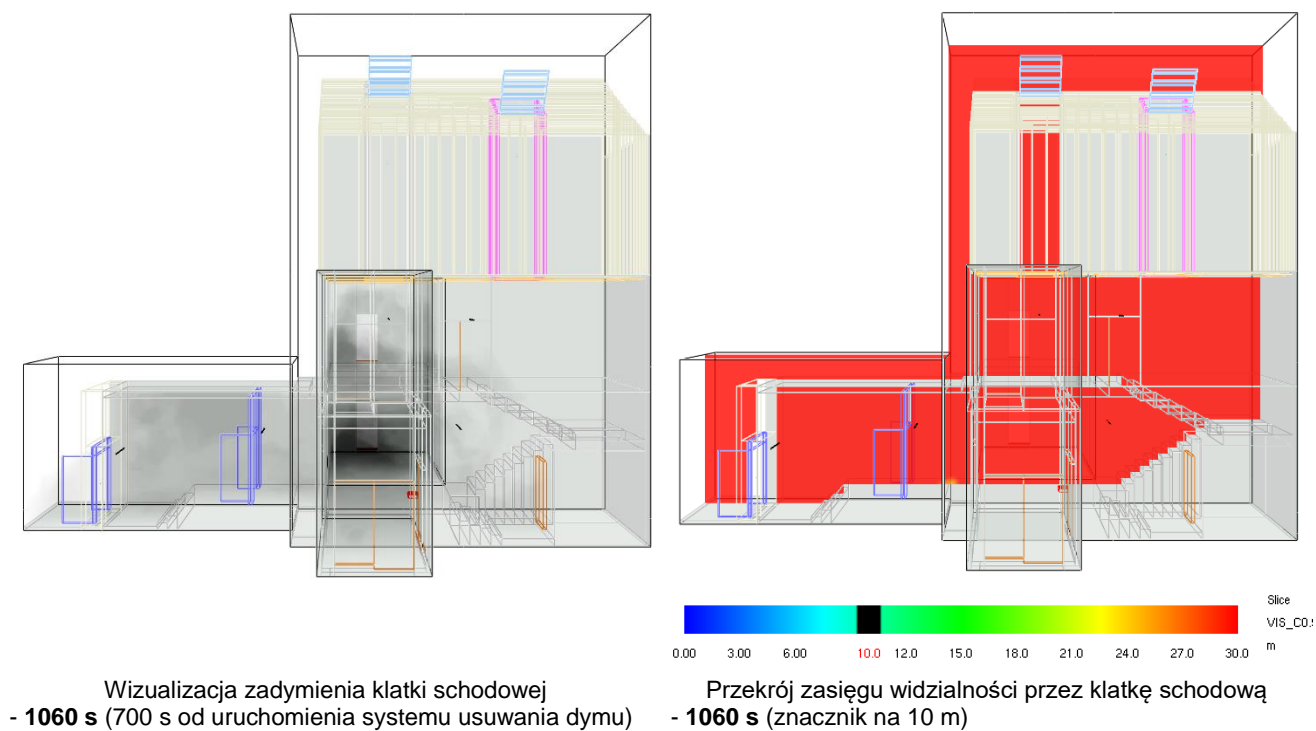 Slice
VIS_C0.
m
0.00 3.00 6.00 10.0 12.0 15.0 18.0 21.0 24.0 27.0 30.0
Wizualizacja zadymienia klatki schodowej
- 1060 s (700 s od uruchomienia systemu usuwania dymu)
Przekrój zasięgu widzialności przez klatkę schodową
- 1060 s (znacznik na 10 m)